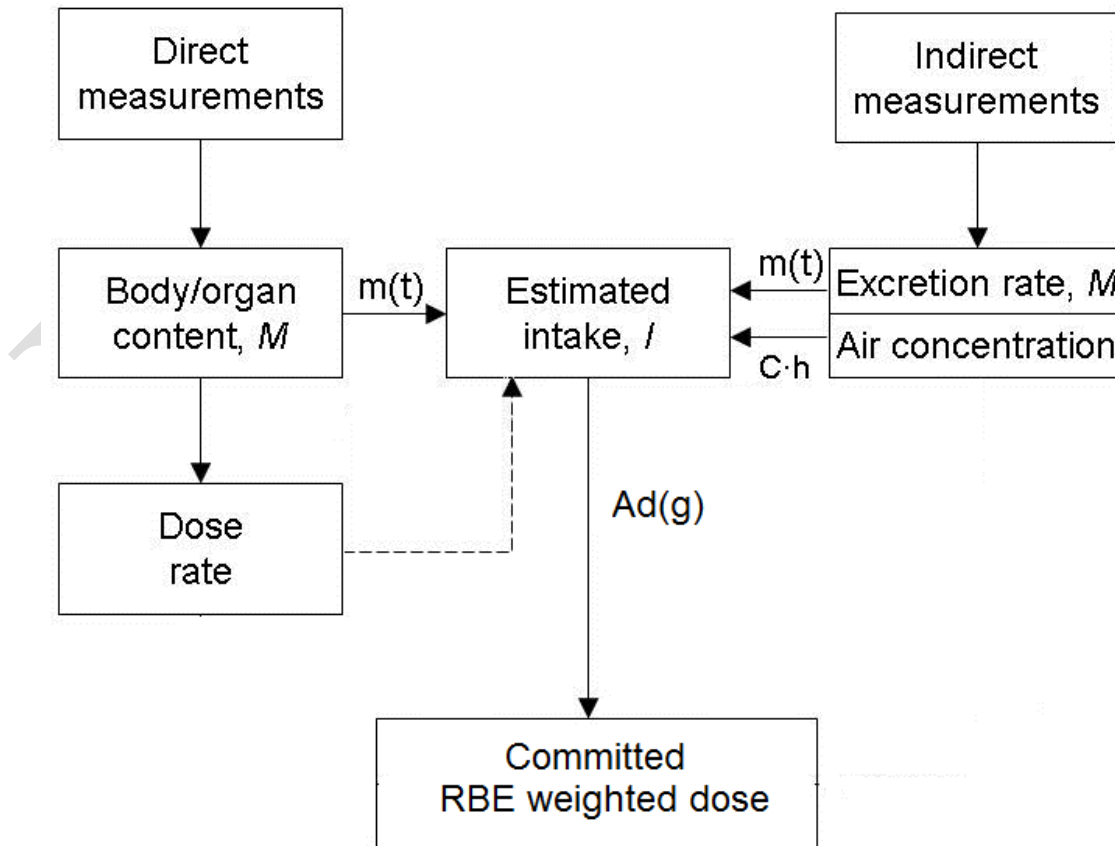 Direct
measurements
Indirect
measurements
Body/organ
content, M
m(t)
Estimated
intake, I
m(t)
C·h
Excretion rate, M
Air concentration
Dose
rate
Ad(g)
Committed
RBE weighted dose